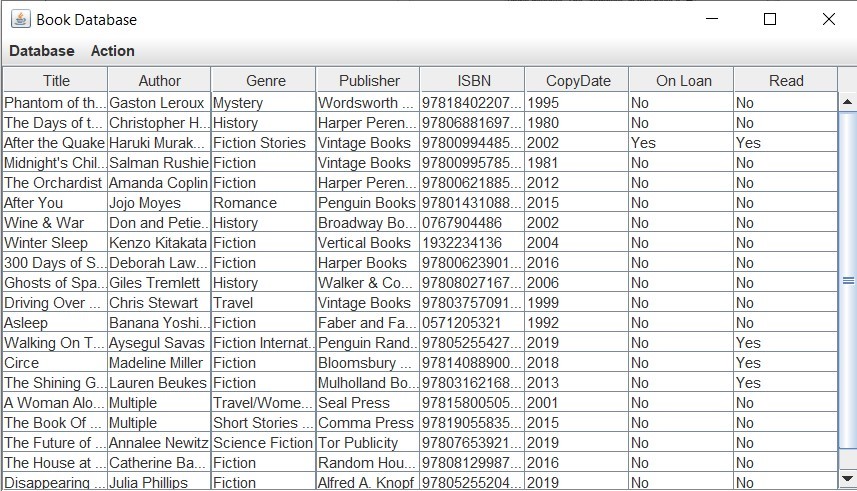 Book Database
Database Action
Title Author Genre Publisher ISBN CopyDate On Loan Read
Phantom of th... Gaston Leroux Mystery Wordsworth ... 97818402207... 1995 No No
The Days of t... Christopher H... History Harper Peren... 97806881697... 1980 No No
After the Quake Haruki Murak... Fiction Stories Vintage Books 97800994485... 2002 Yes Yes
Midnight's Chil... Salman Rushie Fiction Vintage Books 97800995785... 1981 No No
The Orchardist Amanda Coplin Fiction Harper Peren... 97800621885... 2012 No No
After You Jojo Moyes Romance Penguin Books 97801431088... 2015 No No
Wine & War Don and Petie... History Broadway Bo... 0767904486 2002 No No
Winter Sleep Kenzo Kitakata Fiction Vertical Books 1932234136 2004 No No
300 Days of S... Deborah Law... Fiction Harper Books 97800623901... 2016 No No
Ghosts of Spa... Giles Tremlett History Walker & Co... 97808027167... 2006 No No
Driving Over ... Chris Stewart Travel Vintage Books 97803757091... 1999 No No
Asleep Banana Yoshi... Fiction Faber and Fa... 0571205321 1992 No No
Walking On T... Aysegul Savas Fiction Internat... Penguin Rand... 97805255427... 2019 No Yes
Circe Madeline Miller Fiction Bloomsbury ... 97814088900... 2018 No Yes
The Shining G... Lauren Beukes Fiction Mulholland Bo... 97803162168... 2013 No Yes
A Woman Alo... Multiple Travel/Wome... Seal Press 97815800505... 2001 No No
The Book Of ... Multiple Short Stories ... Comma Press 97819055835... 2015 No No
The Future of ... Annalee Newitz Science Fiction Tor Publicity 97807653921... 2019 No No
The House at ... Catherine Ba... Fiction Random Hou... 97808129987... 2016 No No
Disappearing ... Julia Phillips Fiction Alfred A. Knopf 97805255204... 2019 No No